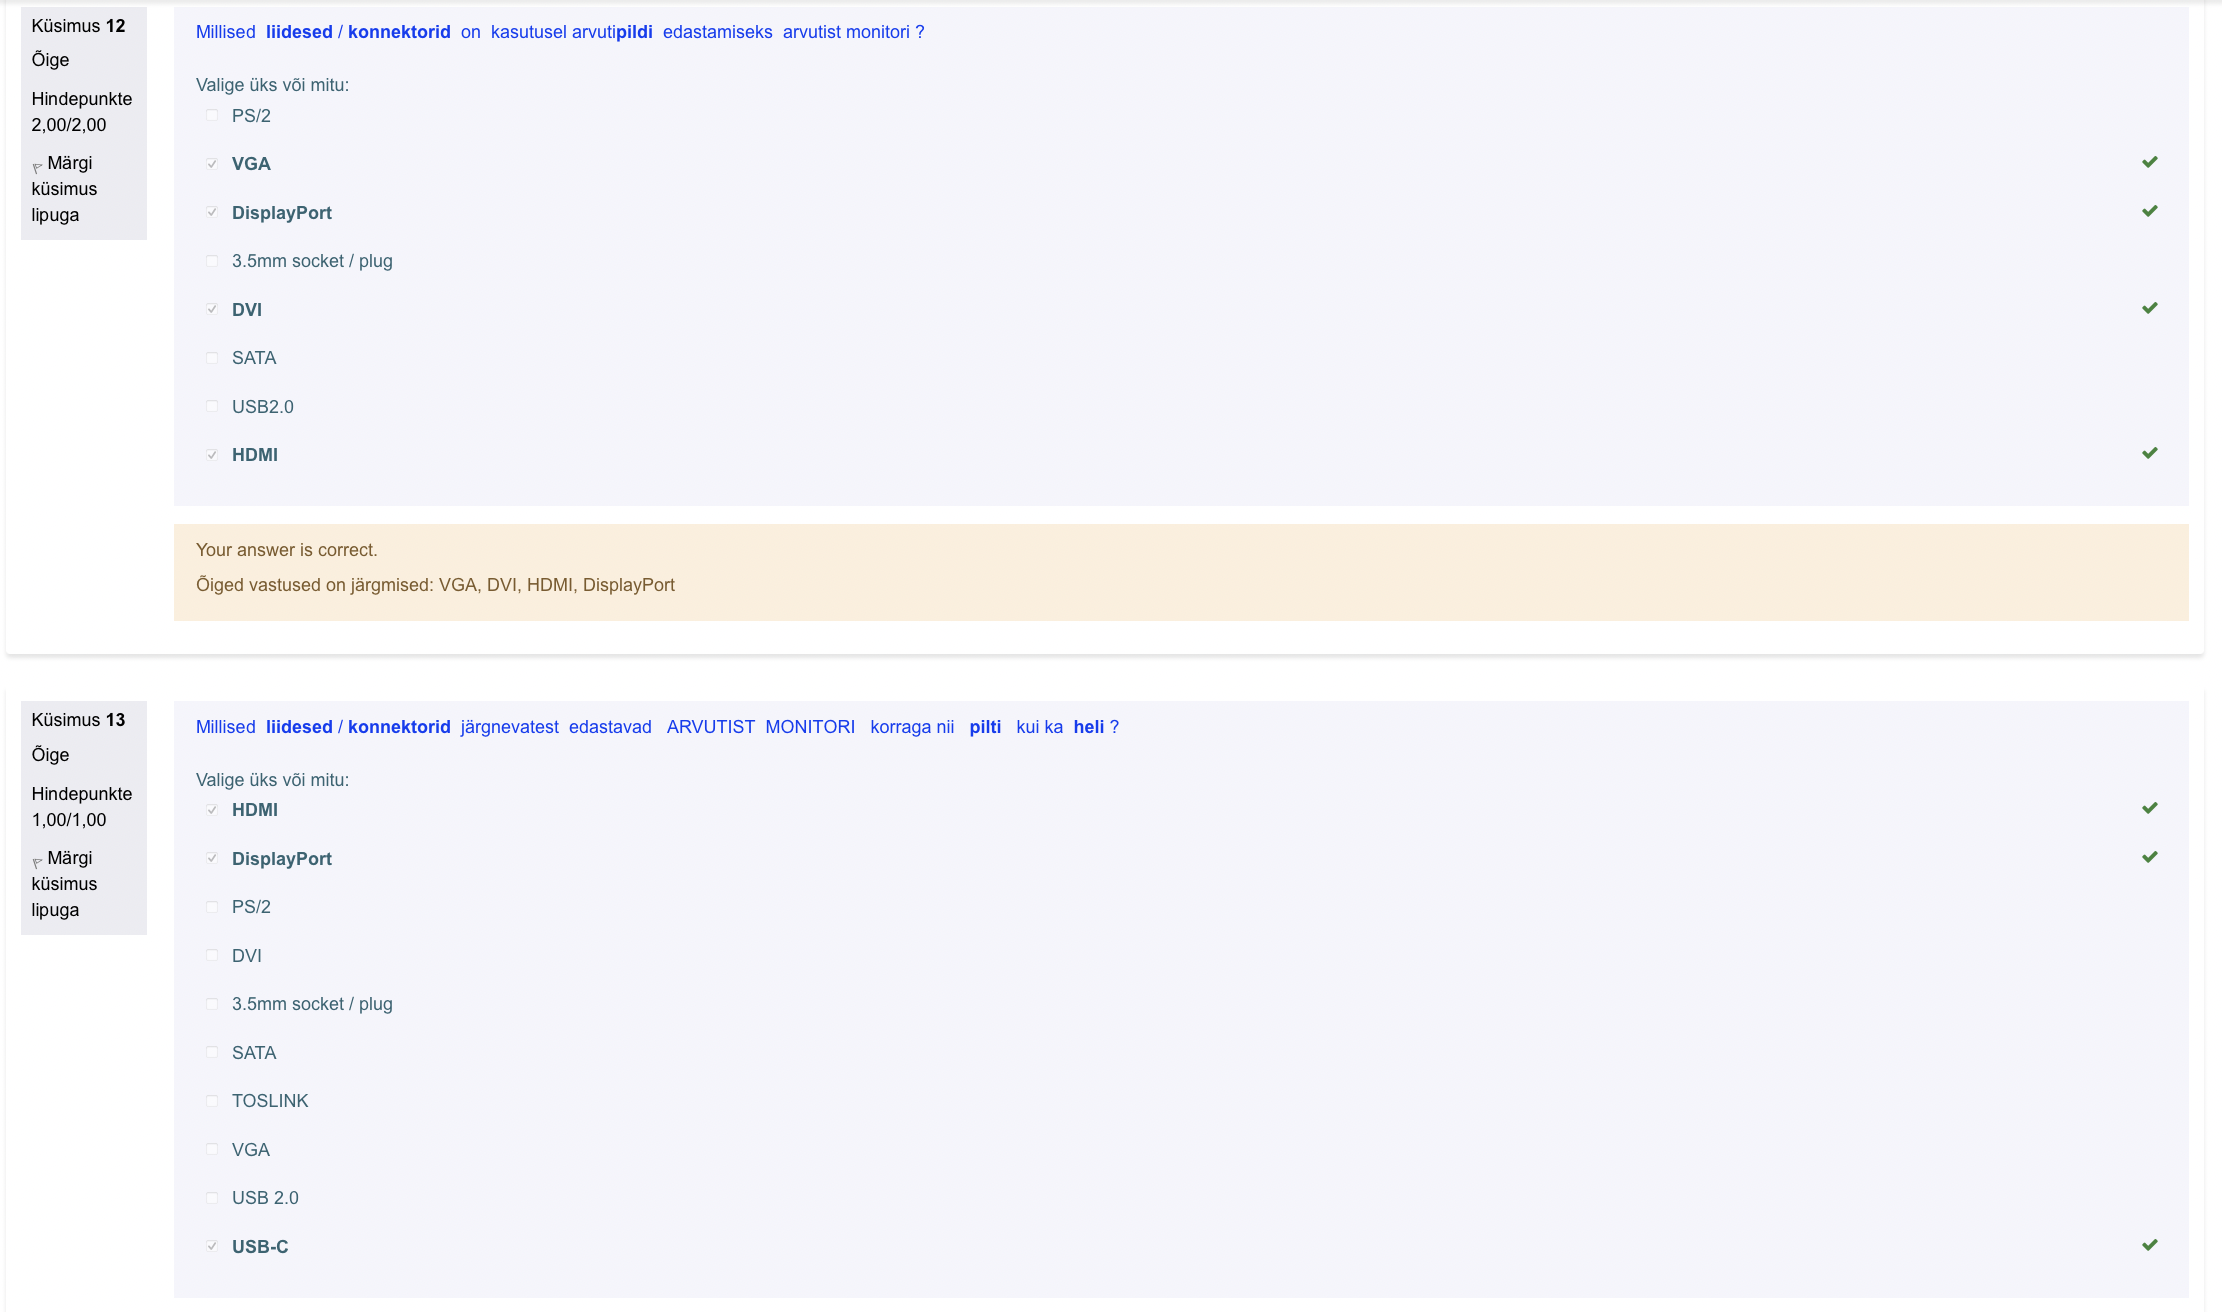 Küsimus 12
Õige
Hindepunkte
2,00/2,00
Märgi
küsimus
lipuga
Millised liidesed / konnektorid on kasutusel arvutipildi edastamiseks arvutist monitori ?
Valige üks või mitu:
PS/2
VGA
DisplayPort
3.5mm socket / plug
DVI
SATA
USB2.0
HDMI
Your answer is correct.
Õiged vastused on järgmised: VGA, DVI, HDMI, DisplayPort
Küsimus 13
Õige
Hindepunkte
1,00/1,00
Märgi
küsimus
lipuga
Millised liidesed / konnektorid järgnevatest edastavad ARVUTIST MONITORI korraga nii pilti kui ka heli ?
Valige üks või mitu:
HDMI
DisplayPort
PS/2
DVI
3.5mm socket / plug
SATA
TOSLINK
VGA
USB 2.0
USB-C